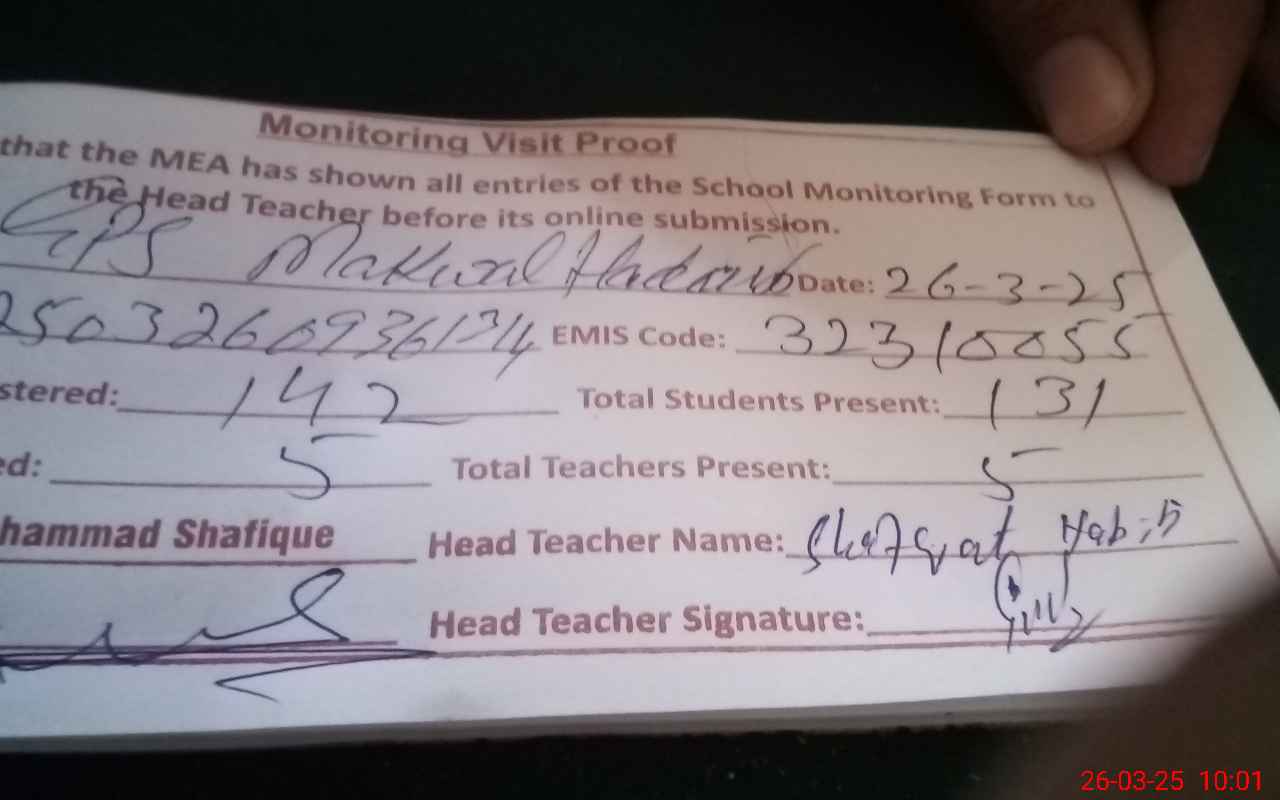 Monitoring Visit Proof
that the MEA has shown all entries of the School Monitoring Form to
the Head Teacher before its online submission.
GPS Date: 26-3-25
EMIS Code: 32310055
stered: 142 Total Students Present: 131
ed: 5 Total Teachers Present: 5
hammad Shafique Head Teacher Name: Shafqat Habib
Head Teacher Signature:
26-03-25 10:01